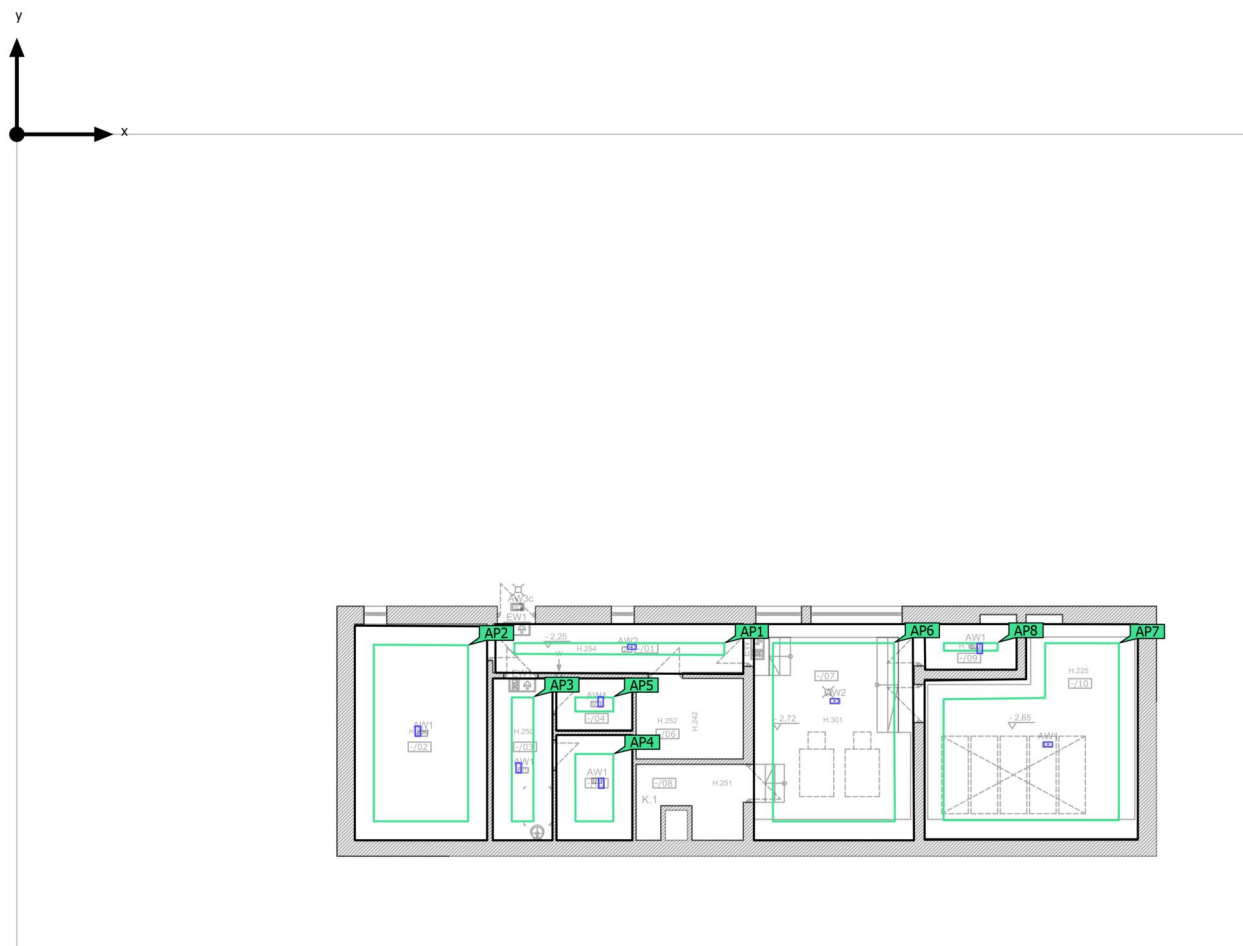 y
x
AW3c
EW1
AP2
- 2.25
AW2
H.254
-/01
AP1
AP6
AW1
AP8
-/09
AP7
H.225
-/10
AP3
AW1
AP5
-/04
H.252
-/06
H.242
-/07
AW2
H.301
- 2.72
- 2.65
AW1
AW1
-/02
H.250
-/03
AW1
AP4
AW1
-/08
H.251
K.1